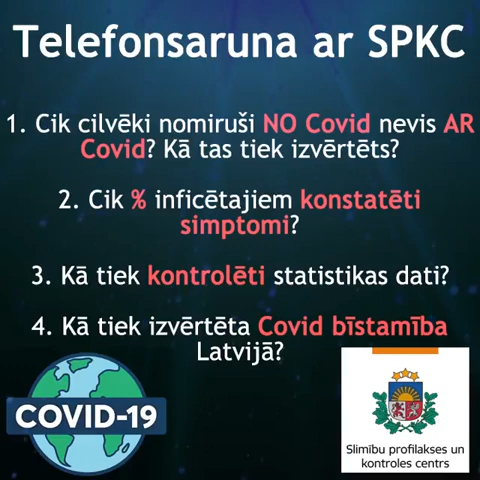 Telefonsaruna ar SPKC
1. Cik cilvēki nomiruši NO Covid nevis AR
Covid? Kā tas tiek izvērtēts?
2. Cik % inficētajiem konstatēti
simptomi?
3. Kā tiek kontrolēti statistikas dati?
4. Kā tiek izvērtēta Covid bīstamība
Latvijā?
COVID-19
Slimību profilakses un
kontroles centrs